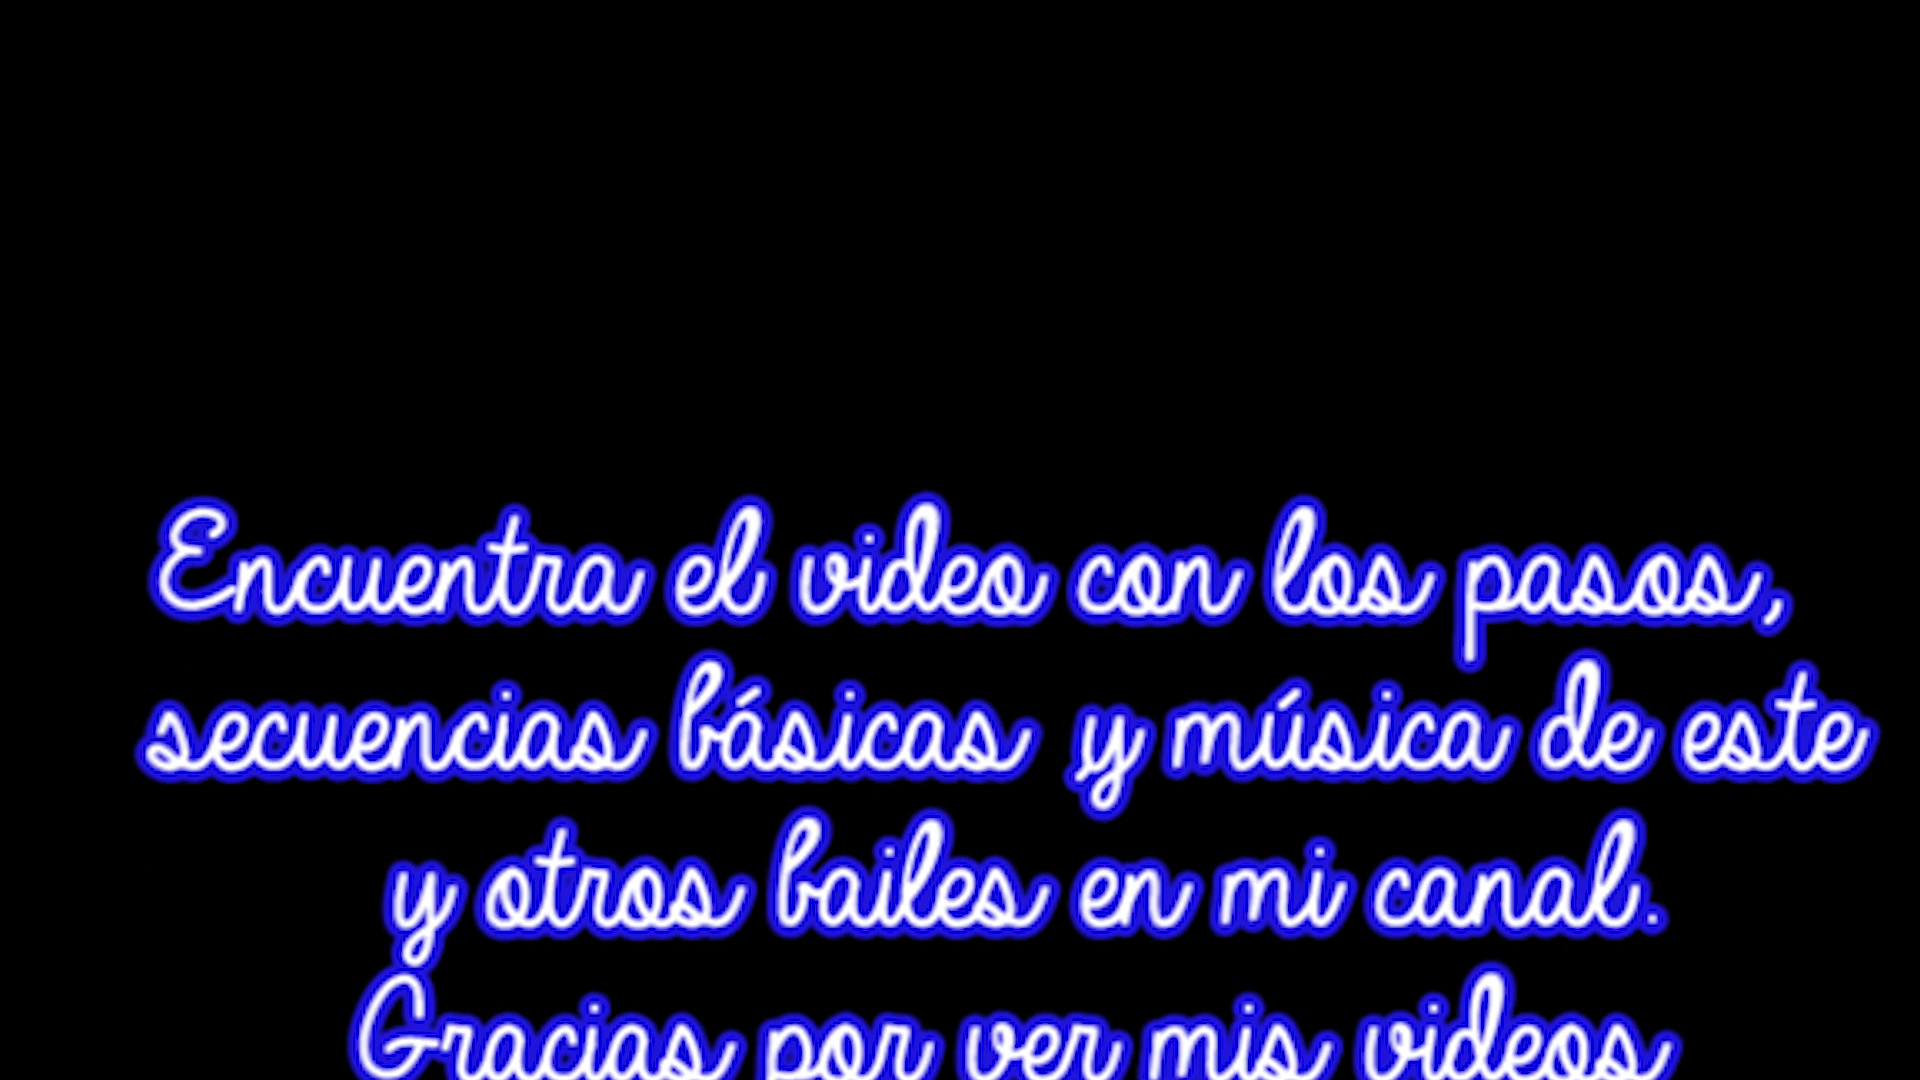 Encuentra el video con los pasos,
secuencias básicas y música de este
y otros bailes en mi canal.
Gracias por ver mis videos